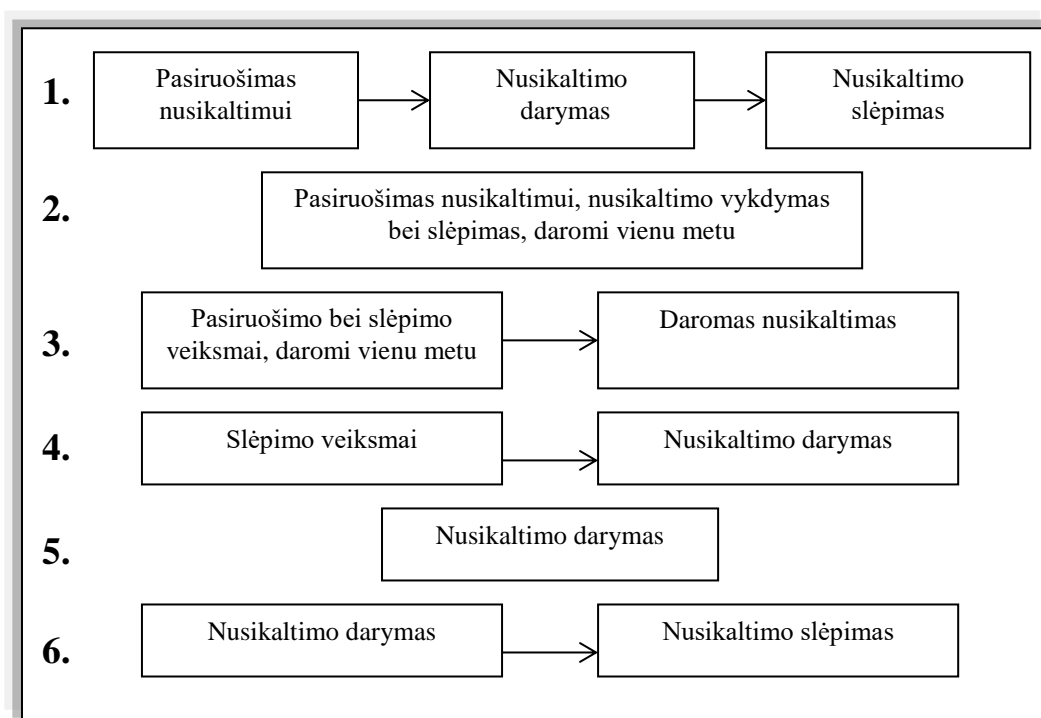 1.
Pasiruošimas
nusikaltimui
Nusikaltimo
darymas
Nusikaltimo
slėpimas
2.
Pasiruošimas nusikaltimui, nusikaltimo vykdymas
bei slėpimas, daromi vienu metu
3.
Pasiruošimo bei slėpimo
veiksmai, daromi vienu metu
Daromas nusikaltimas
4.
Slėpimo veiksmai
Nusikaltimo darymas
5.
Nusikaltimo darymas
6.
Nusikaltimo darymas
Nusikaltimo slėpimas